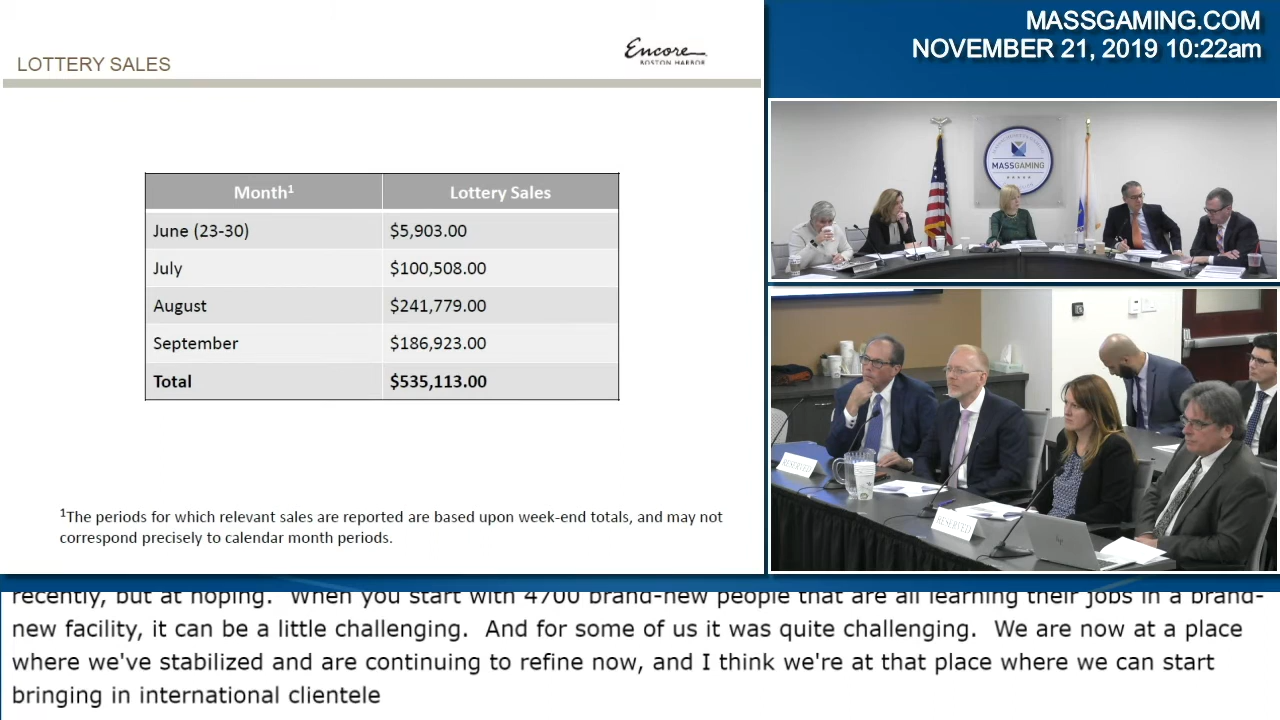 MASSGAMING.COM
NOVEMBER 21, 2019 10:22am
LOTTERY SALES
Encore
BOSTON HARBOR
Month¹ Lottery Sales
June (23-30) $5,903.00
July $100,508.00
August $241,779.00
September $186,923.00
Total $535,113.00
¹The periods for which relevant sales are reported are based upon week-end totals, and may not
correspond precisely to calendar month periods.
MASSGAMING
RESERVED
RESERVED
recently, but at hoping. When you start with 4700 brand-new people that are all learning their jobs in a brand-
new facility, it can be a little challenging. And for some of us it was quite challenging. We are now at a place
where we've stabilized and are continuing to refine now, and I think we're at that place where we can start
bringing in international clientele